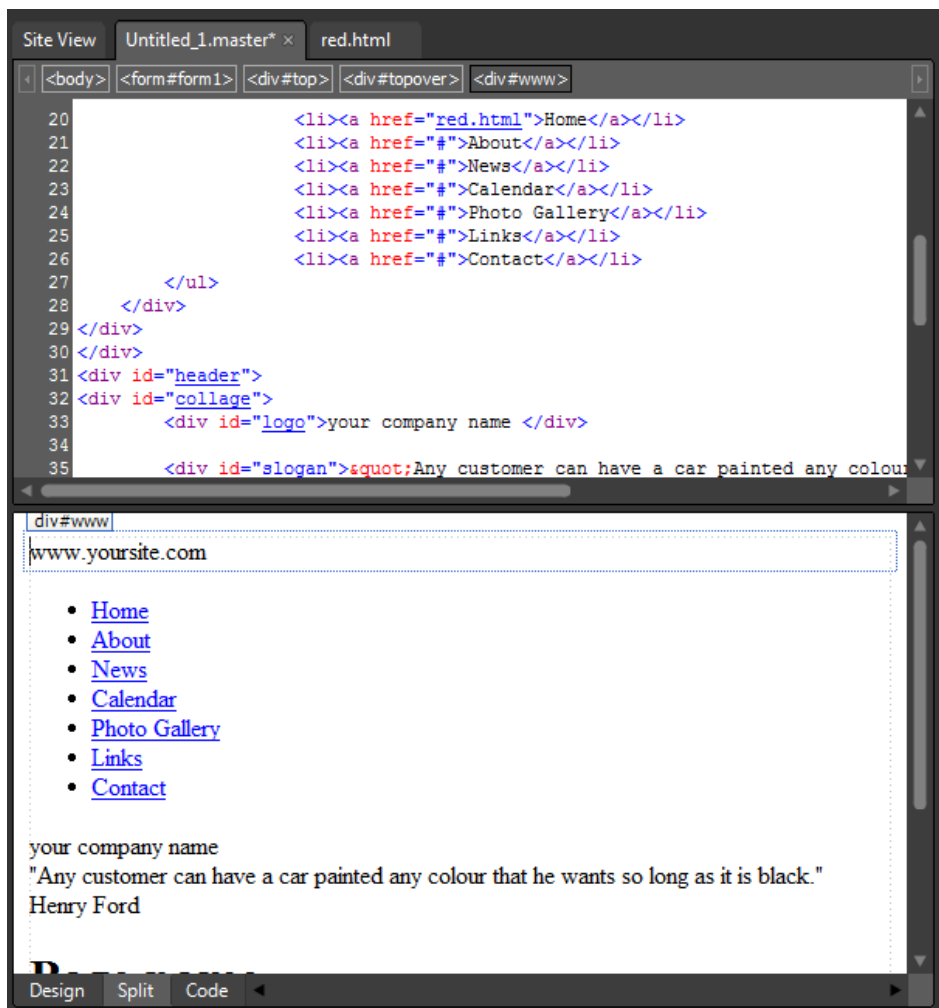 Site View Untitled_1.master* × red.html
<body> <form#form1> <div#top> <div#topover> <div#www>
20 <li><a href="red.html">Home</a></li>
21 <li><a href="#">About</a></li>
22 <li><a href="#">News</a></li>
23 <li><a href="#">Calendar</a></li>
24 <li><a href="#">Photo Gallery</a></li>
25 <li><a href="#">Links</a></li>
26 <li><a href="#">Contact</a></li>
27 </ul>
28 </div>
29 </div>
30 </div>
31 <div id="header">
32 <div id="collage">
33 <div id="logo">your company name </div>
34
35 <div id="slogan">&quot;Any customer can have a car painted any colou
div#www
www.yoursite.com
• Home
• About
• News
• Calendar
• Photo Gallery
• Links
• Contact
your company name
"Any customer can have a car painted any colour that he wants so long as it is black."
Henry Ford
Design Split Code